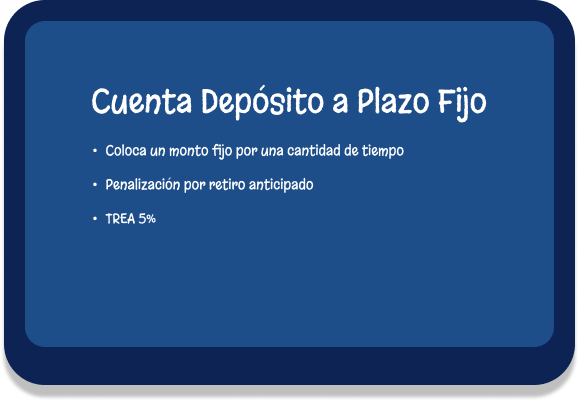 Cuenta Depósito a Plazo Fijo
• Coloca un monto fijo por una cantidad de tiempo
• Penalización por retiro anticipado
• TREA 5%